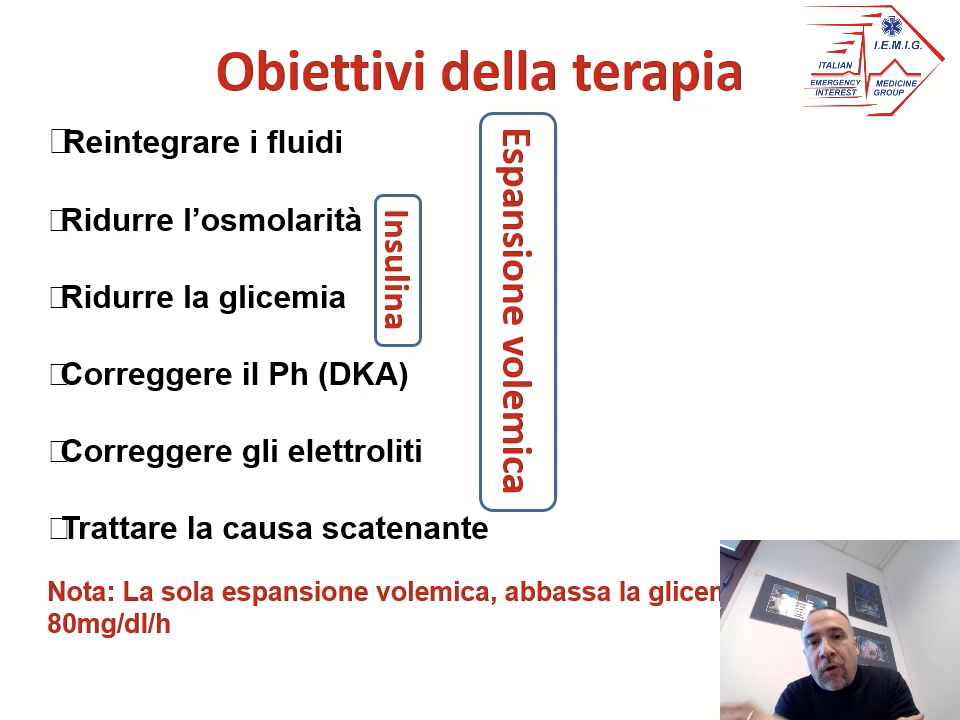 Obiettivi della terapia
I.E.M.I.G.
ITALIAN
EMERGENCY
INTEREST
MEDICINE
GROUP
Reintegrare i fluidi
Ridurre l’osmolarità
Ridurre la glicemia
Correggere il Ph (DKA)
Correggere gli elettroliti
Trattare la causa scatenante
Insulina
Espansione volemica
Nota: La sola espansione volemica, abbassa la glicem
80mg/dl/h